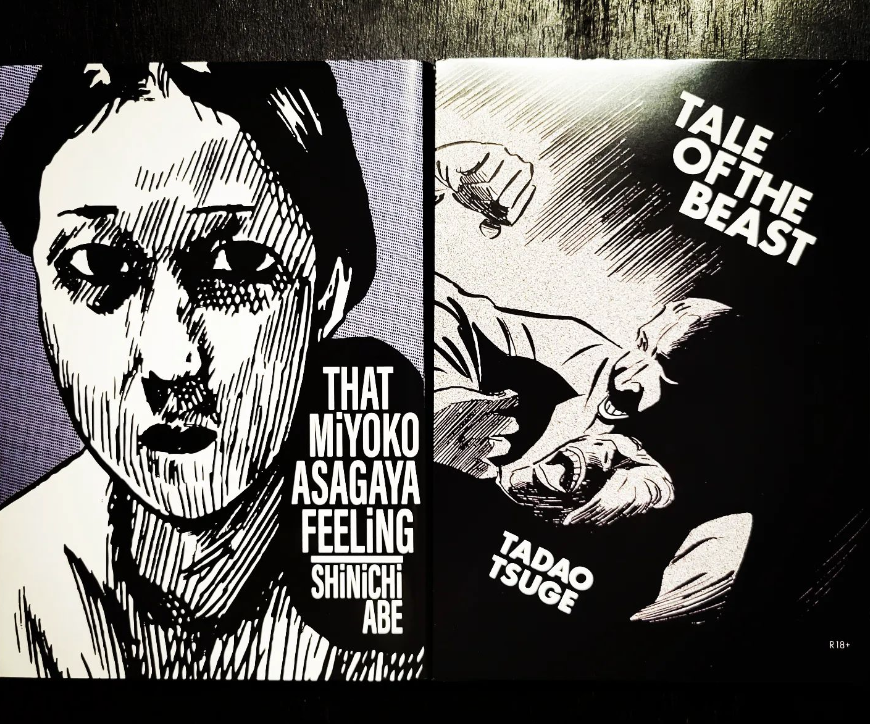 THAT
MiYOKO
ASAGAYA
FEELiNG
SHiNiCHi
ABE
TALE
OF THE
BEAST
TADAO
TSUGE
R18+